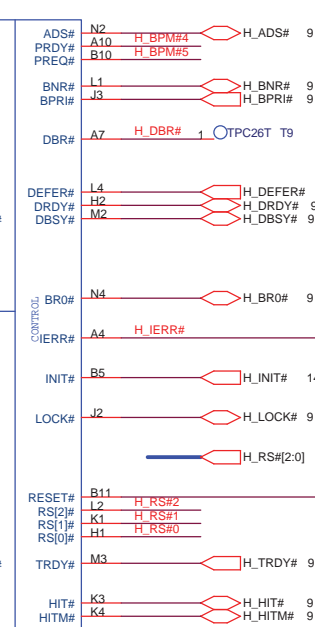 ADS# N2 H_ADS# 9
PRDY# A10 H_BPM#4
PREQ# B10 H_BPM#5
BNR# L1 H_BNR# 9
BPRI# J3 H_BPRI# 9
DBR# A7 H_DBR# 1 TPC26T T9
DEFER# L4 H_DEFER#
DRDY# H2 H_DRDY# 9
DBSY# M2 H_DBSY# 9
BR0# N4 H_BR0# 9
CONTROL
IERR# A4 H_IERR#
INIT# B5 H_INIT# 14
LOCK# J2 H_LOCK# 9
H_RS#[2:0]
RESET# B11
RS[2]# L2 H_RS#2
RS[1]# K1 H_RS#1
RS[0]# H1 H_RS#0
TRDY# M3 H_TRDY# 9
HIT# K3 H_HIT# 9
HITM# K4 H_HITM# 9